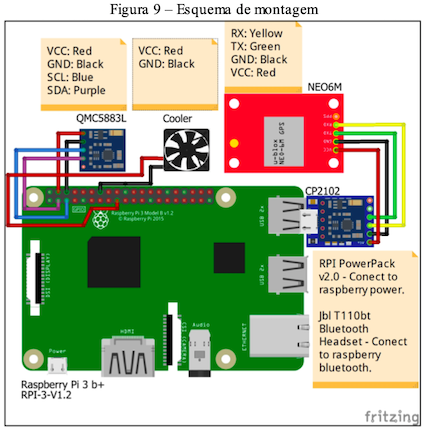 Figura 9 – Esquema de montagem
VCC: Red
GND: Black
SCL: Blue
SDA: Purple
VCC: Red
GND: Black
RX: Yellow
TX: Green
GND: Black
VCC: Red
QMC5883L
Cooler
NEO6M
u-blox
NEO-6M GPS
CP2102
Raspberry Pi 3 Model B v1.2
© Raspberry Pi 2015
USB 2x
USB 2x
RPI PowerPack
v2.0 - Conect to
raspberry power.
Jbl T110bt
Bluetooth
Headset - Conect
to raspberry
bluetooth.
Power
HDMI
Audio
ETHERNET
Raspberry Pi 3 b+
RPI-3-V1.2
fritzing